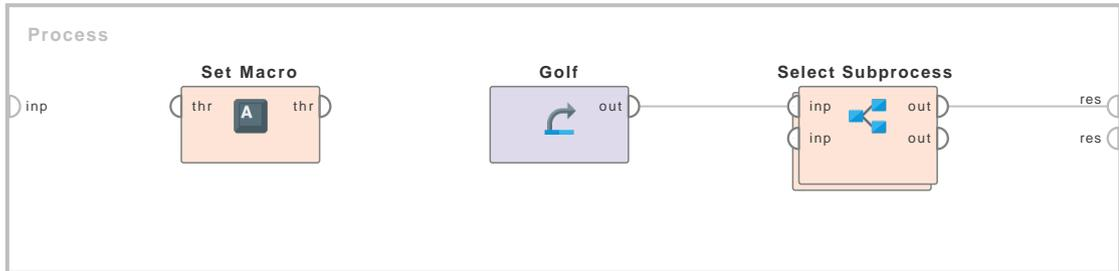 Process
Set Macro
Golf
Select Subprocess
inp
thr
A
thr
out
inp
out
res
inp
out
res